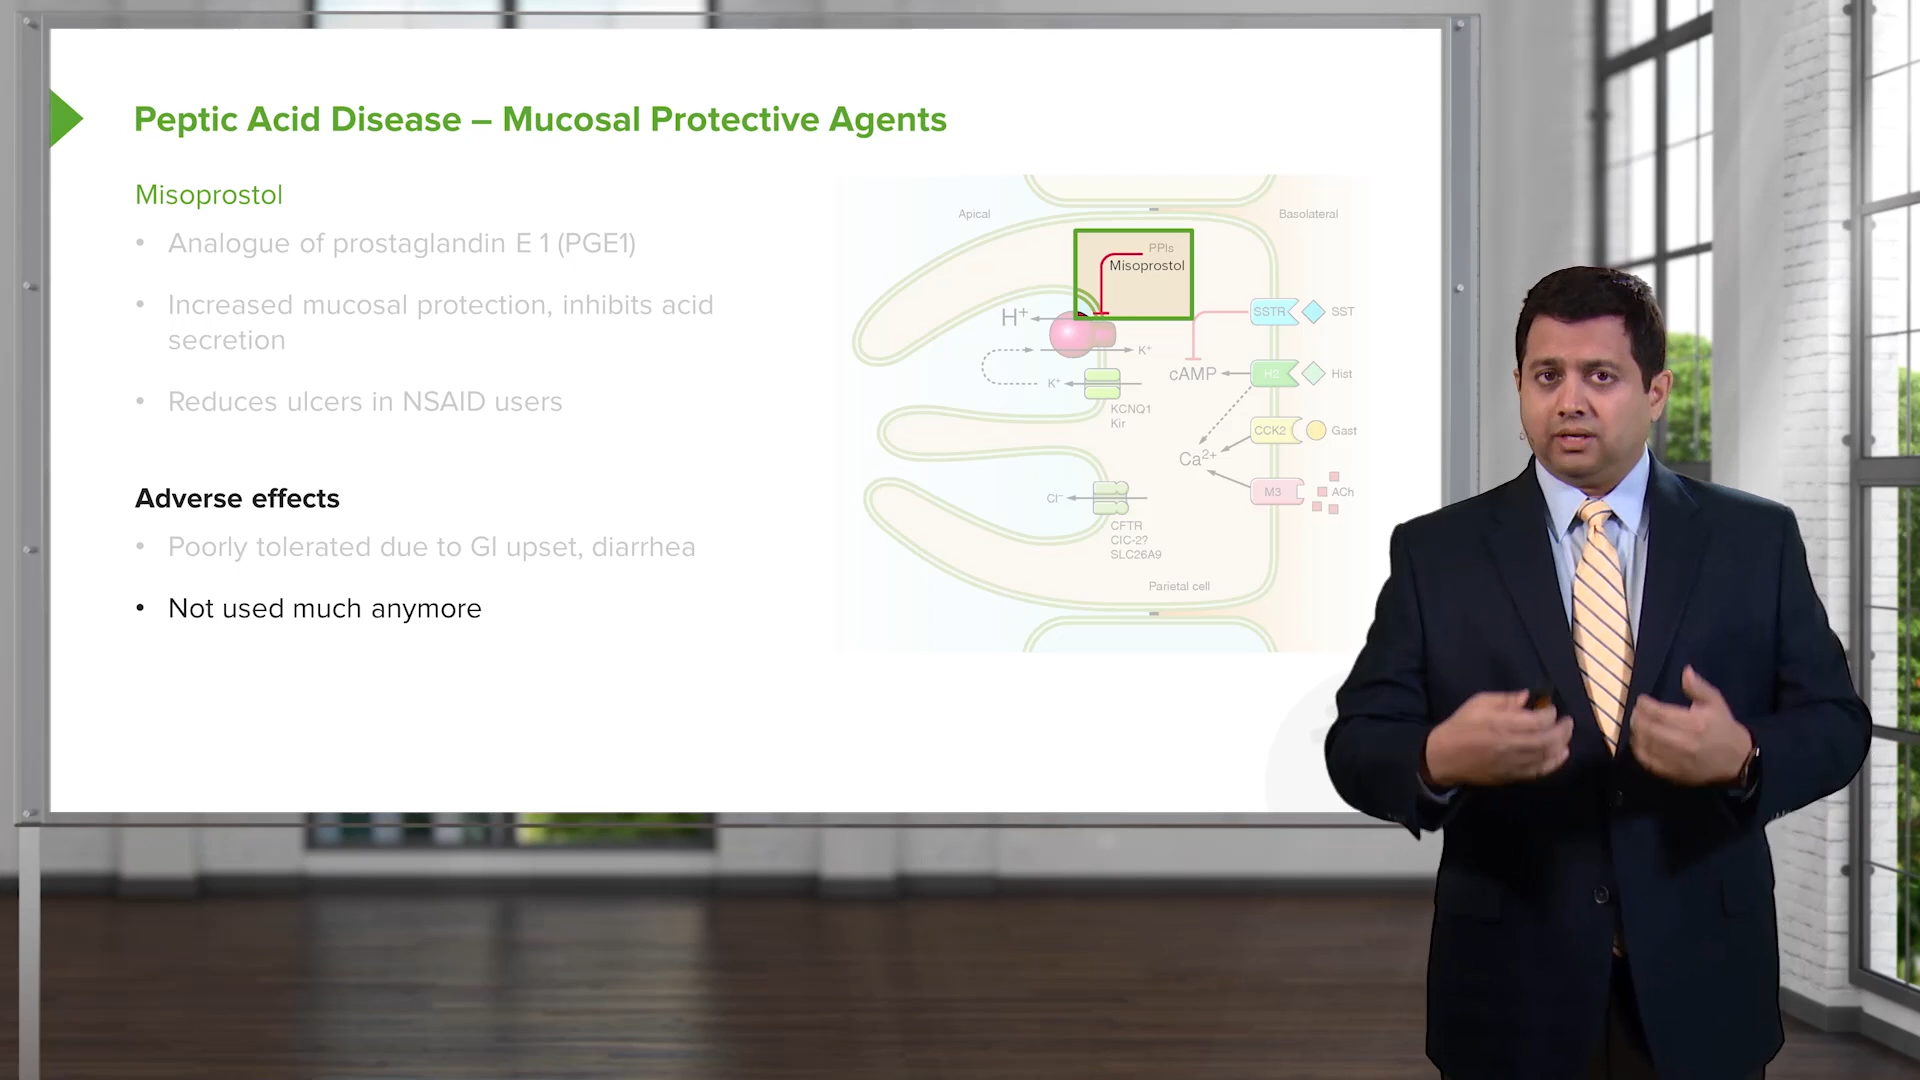 Peptic Acid Disease – Mucosal Protective Agents
Misoprostol
• Analogue of prostaglandin E 1 (PGE1)
• Increased mucosal protection, inhibits acid
secretion
• Reduces ulcers in NSAID users
Adverse effects
• Poorly tolerated due to GI upset, diarrhea
• Not used much anymore
Apical
Basolateral
PPIs
Misoprostol
H⁺
K⁺
K⁺
KCNQ1
Kir
SSTR
SST
cAMP
H2
Hist
CCK2
Gast
Ca²⁺
M3
ACh
Cl⁻
CFTR
ClC-2?
SLC26A9
Parietal cell